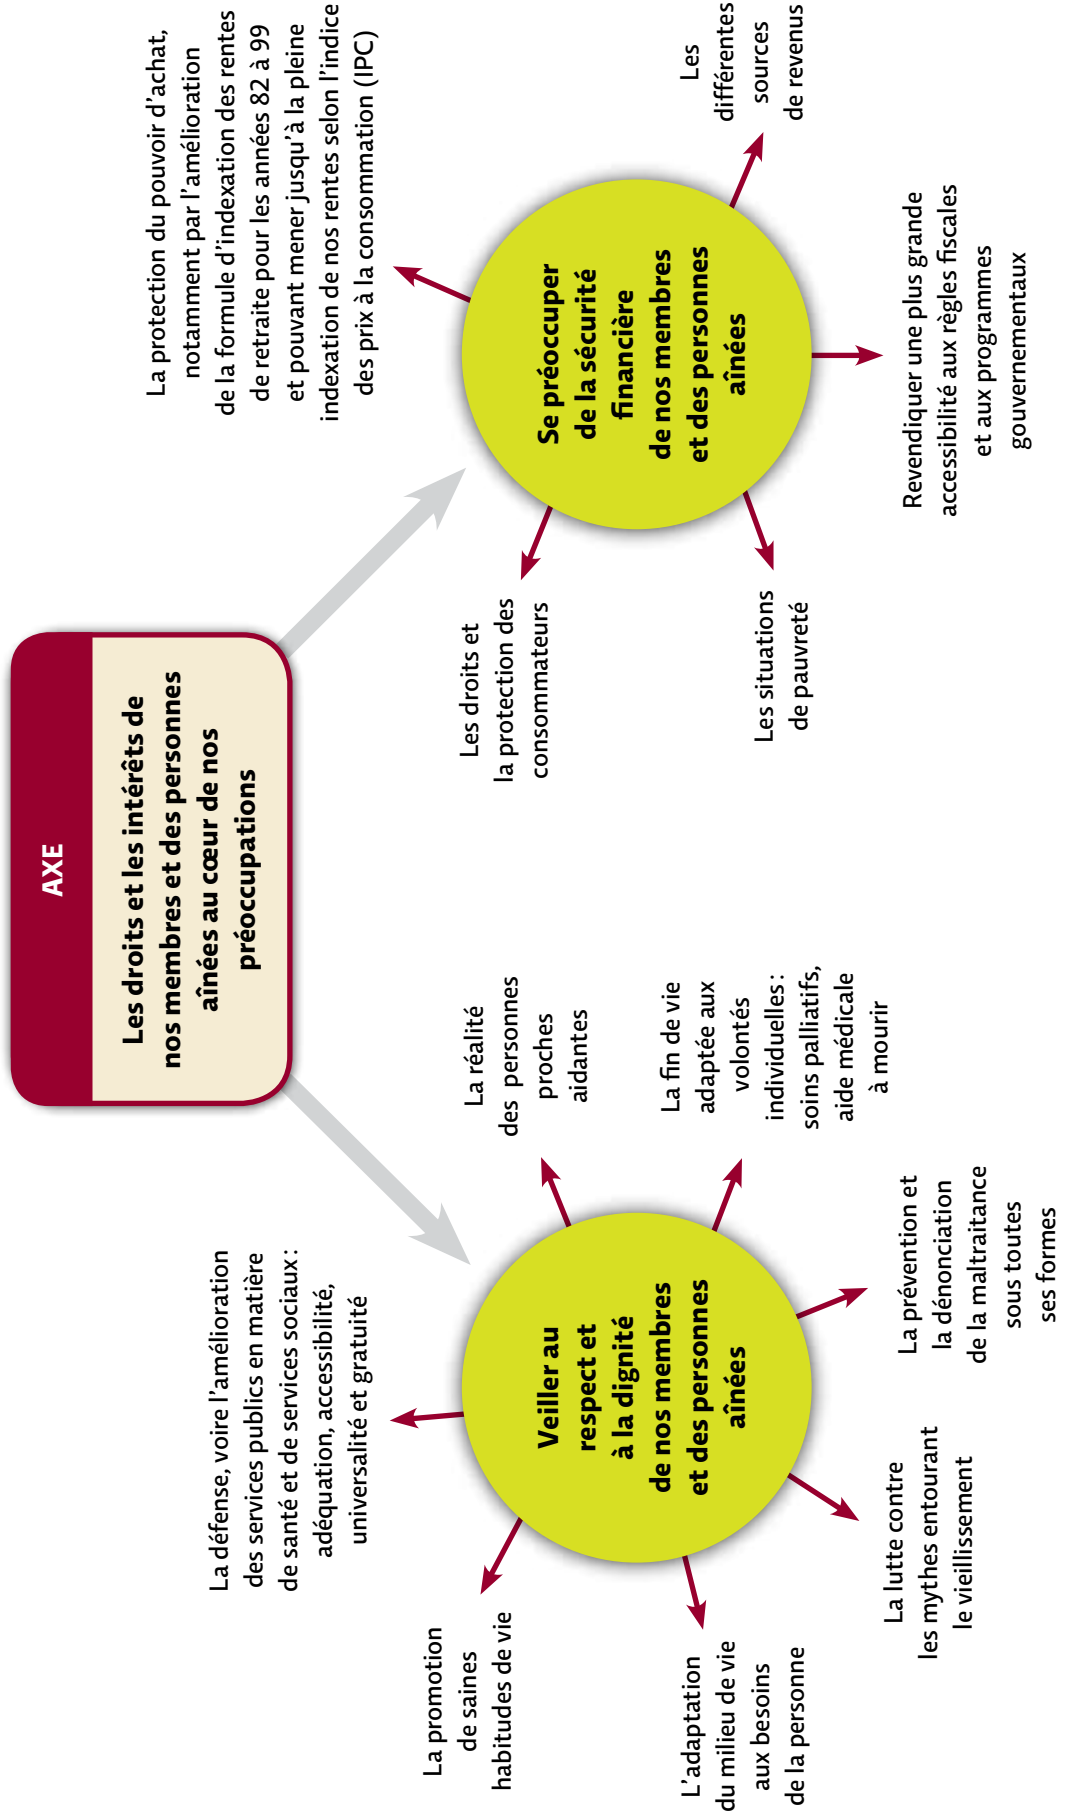 AXE
Les droits et les intérêts de
nos membres et des personnes
aînées au cœur de nos
préoccupations
Veiller au
respect et
à la dignité
de nos membres
et des personnes
aînées
La défense, voire l'amélioration
des services publics en matière
de santé et de services sociaux :
adéquation, accessibilité,
universalité et gratuité
La réalité
des personnes
proches
aidantes
La fin de vie
adaptée aux
volontés
individuelles :
soins palliatifs,
aide médicale
à mourir
La prévention et
la dénonciation
de la maltraitance
sous toutes
ses formes
La lutte contre
les mythes entourant
le vieillissement
L'adaptation
du milieu de vie
aux besoins
de la personne
La promotion
de saines
habitudes de vie
Se préoccuper
de la sécurité
financière
de nos membres
et des personnes
aînées
La protection du pouvoir d'achat,
notamment par l'amélioration
de la formule d'indexation des rentes
de retraite pour les années 82 à 99
et pouvant mener jusqu'à la pleine
indexation de nos rentes selon l'indice
des prix à la consommation (IPC)
Les
différentes
sources
de revenus
Revendiquer une plus grande
accessibilité aux règles fiscales
et aux programmes
gouvernementaux
Les situations
de pauvreté
Les droits et
la protection des
consommateurs